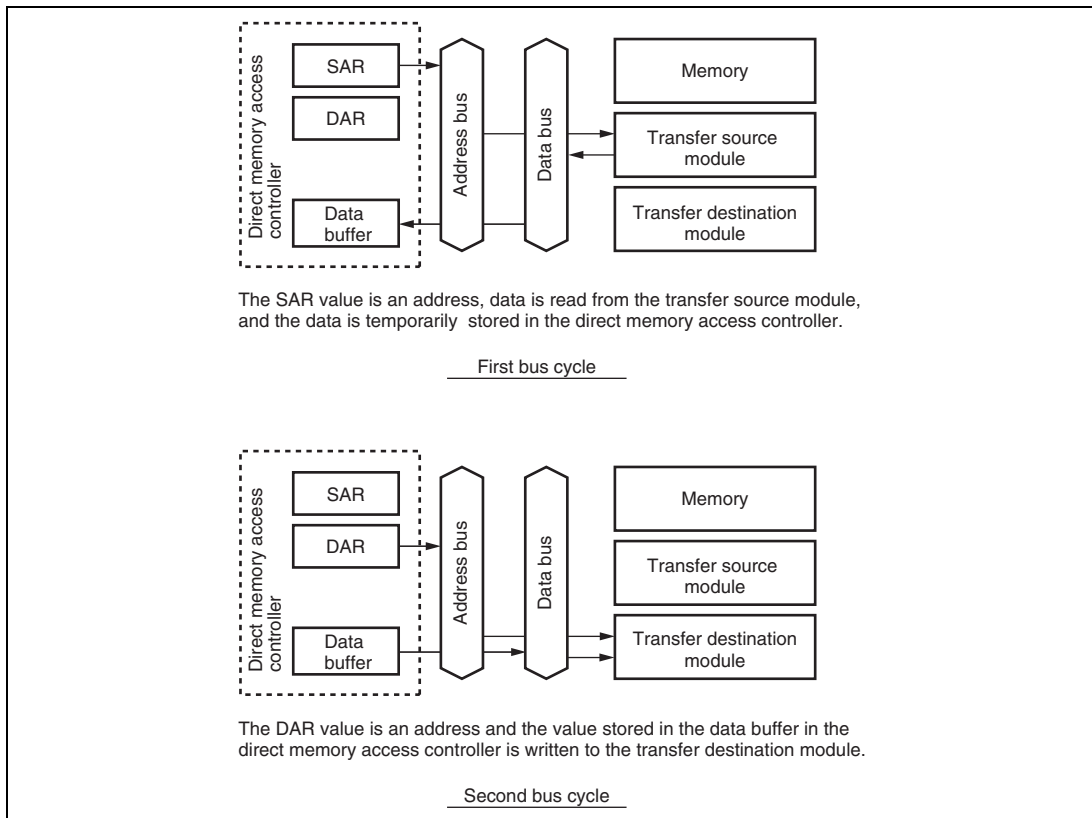 Direct memory access
controller
SAR
DAR
Data
buffer
Address bus
Data bus
Memory
Transfer source
module
Transfer destination
module
The SAR value is an address, data is read from the transfer source module,
and the data is temporarily stored in the direct memory access controller.
First bus cycle
Direct memory access
controller
SAR
DAR
Data
buffer
Address bus
Data bus
Memory
Transfer source
module
Transfer destination
module
The DAR value is an address and the value stored in the data buffer in the
direct memory access controller is written to the transfer destination module.
Second bus cycle